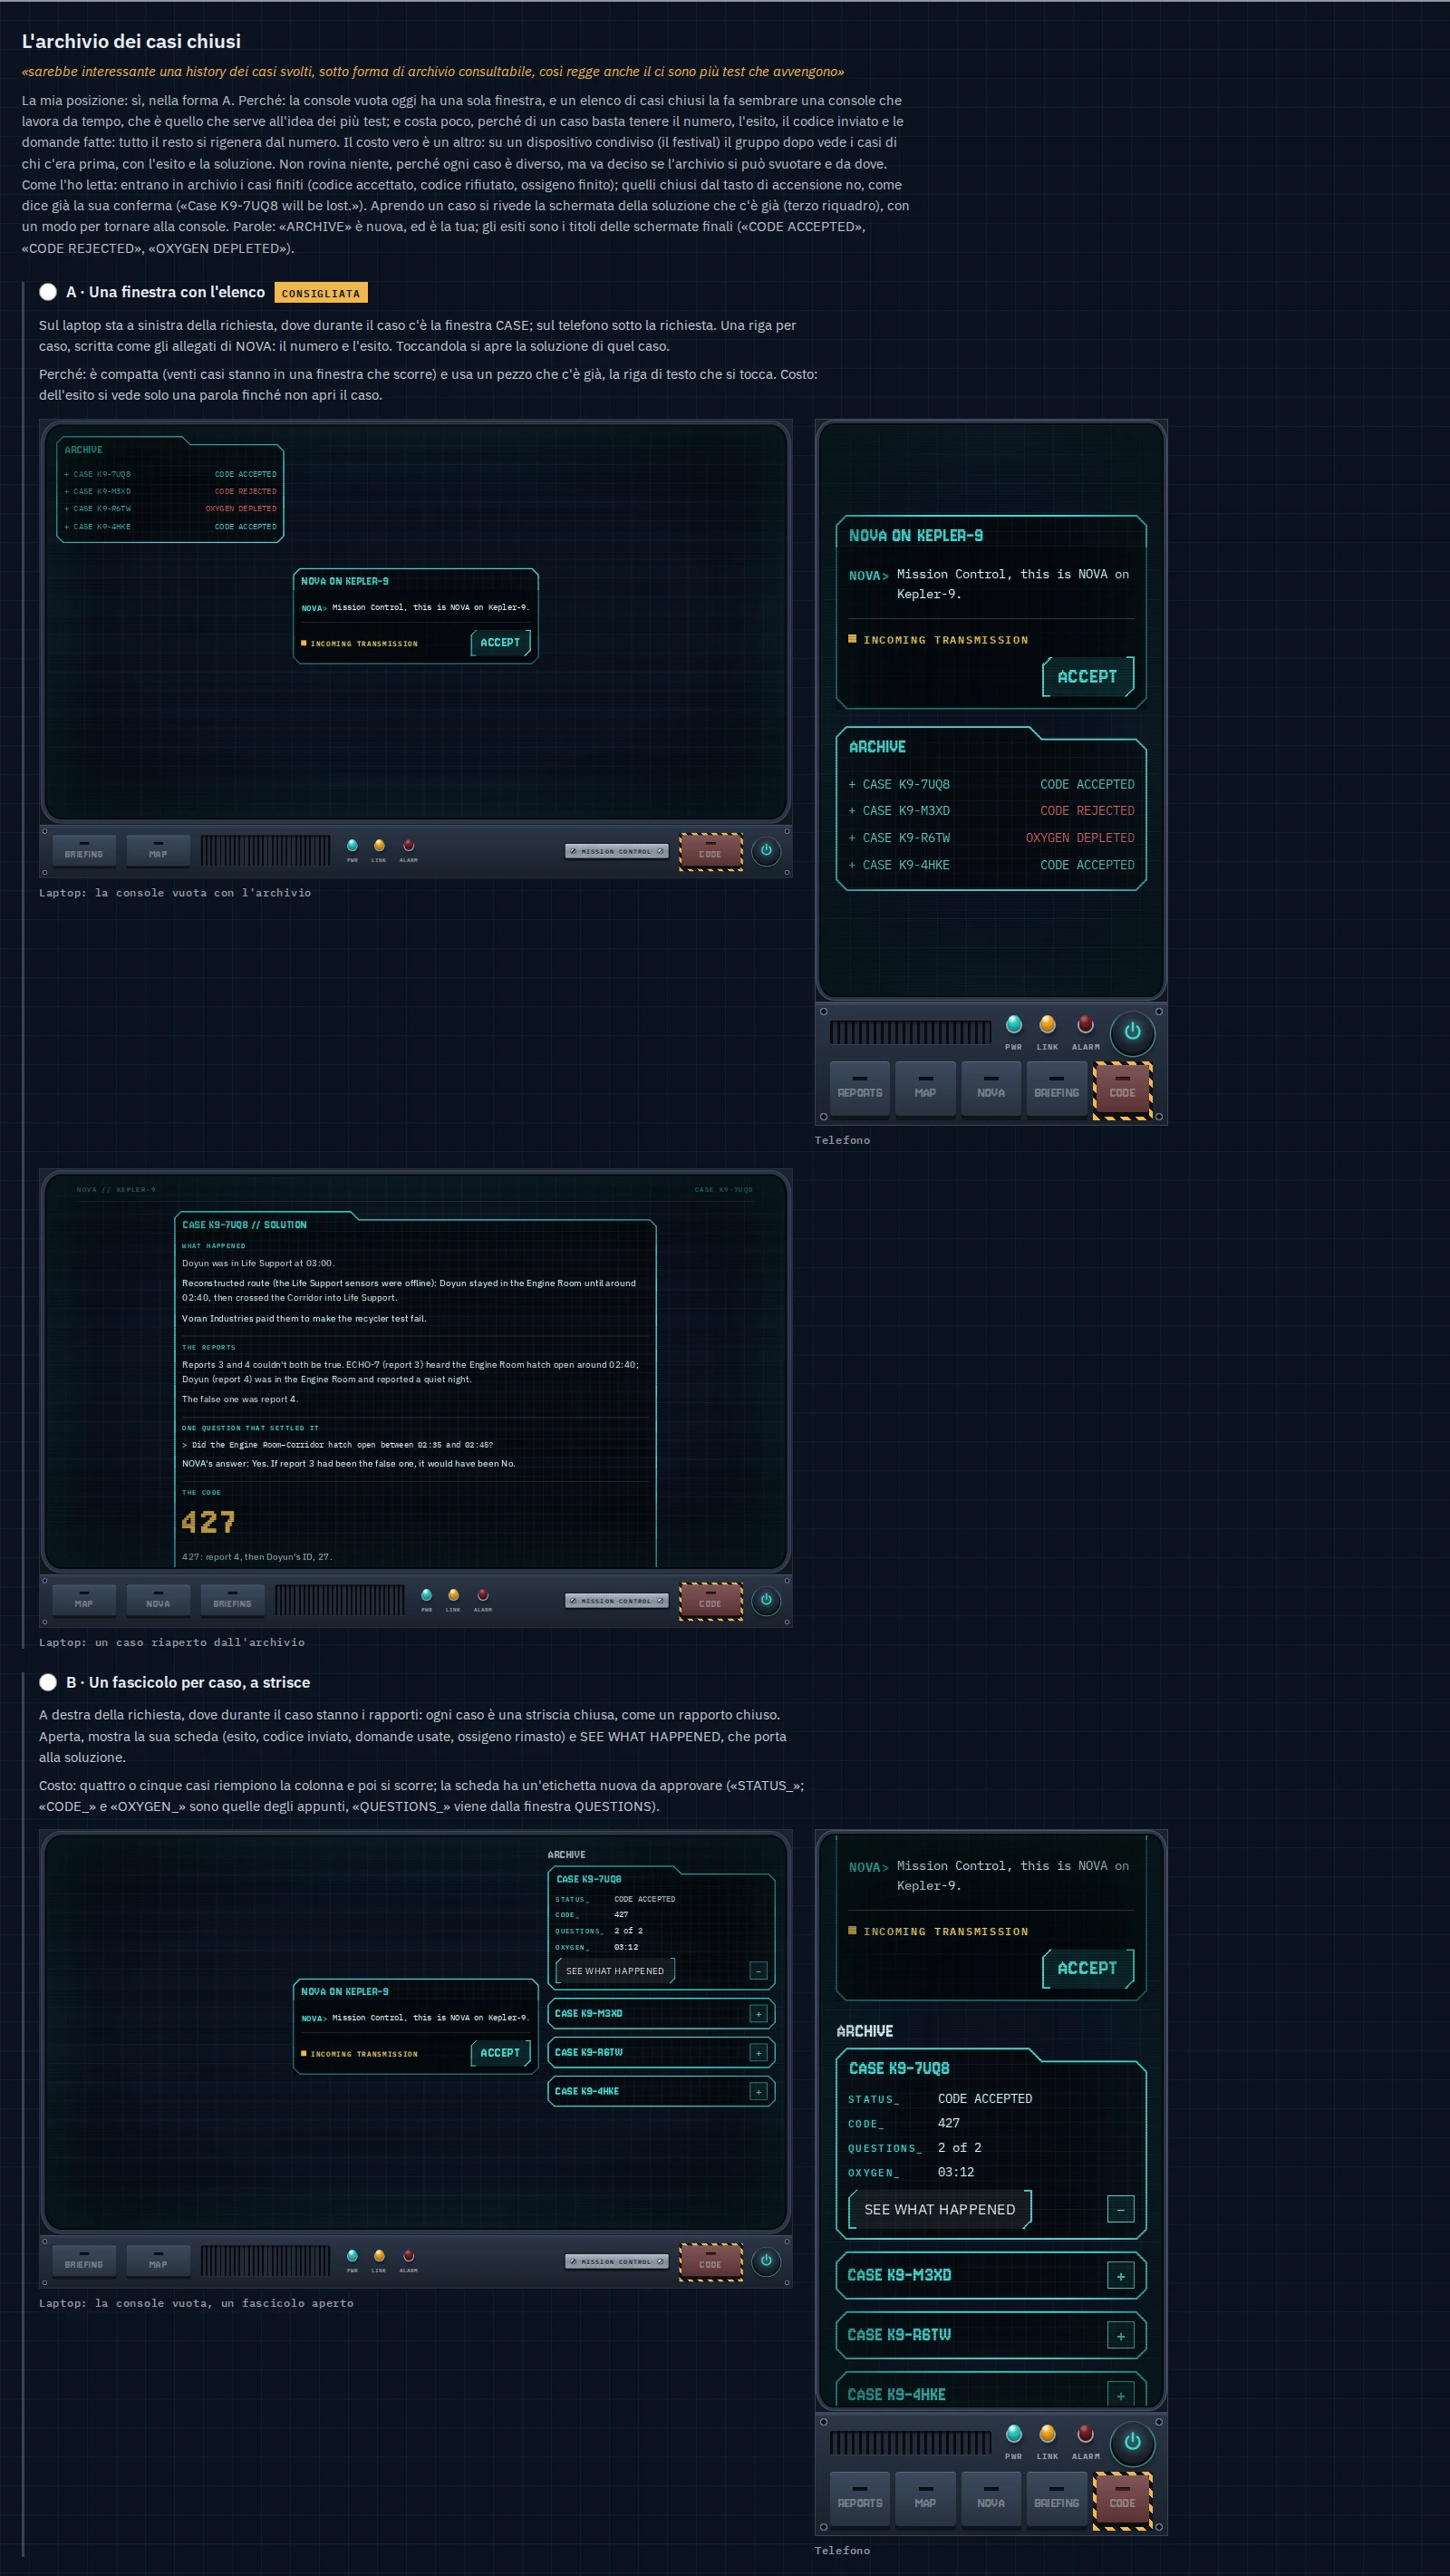 L'archivio dei casi chiusi
«sarebbe interessante una history dei casi svolti, sotto forma di archivio consultabile, così regge anche il ci sono più test che avvengono»
La mia posizione: sì, nella forma A. Perché: la console vuota oggi ha una sola finestra, e un elenco di casi chiusi la fa sembrare una console che
lavora da tempo, che è quello che serve all'idea dei più test; e costa poco, perché di un caso basta tenere il numero, l'esito, il codice inviato e le
domande fatte: tutto il resto si rigenera dal numero. Il costo vero è un altro: su un dispositivo condiviso (il festival) il gruppo dopo vede i casi di
chi c'era prima, con l'esito e la soluzione. Non rovina niente, perché ogni caso è diverso, ma va deciso se l'archivio si può svuotare e da dove.
Come l'ho letta: entrano in archivio i casi finiti (codice accettato, codice rifiutato, ossigeno finito); quelli chiusi dal tasto di accensione no, come
dice già la sua conferma («Case K9-7UQ8 will be lost.»). Aprendo un caso si rivede la schermata della soluzione che c'è già (terzo riquadro), con
un modo per tornare alla console. Parole: «ARCHIVE» è nuova, ed è la tua; gli esiti sono i titoli delle schermate finali («CODE ACCEPTED»,
«CODE REJECTED», «OXYGEN DEPLETED»).
A · Una finestra con l'elenco CONSIGLIATA
Sul laptop sta a sinistra della richiesta, dove durante il caso c'è la finestra CASE; sul telefono sotto la richiesta. Una riga per
caso, scritta come gli allegati di NOVA: il numero e l'esito. Toccandola si apre la soluzione di quel caso.
Perché: è compatta (venti casi stanno in una finestra che scorre) e usa un pezzo che c'è già, la riga di testo che si tocca. Costo:
dell'esito si vede solo una parola finché non apri il caso.
ARCHIVE
+ CASE K9-7UQ8 CODE ACCEPTED
+ CASE K9-M3XD CODE REJECTED
+ CASE K9-R6TW OXYGEN DEPLETED
+ CASE K9-4HKE CODE ACCEPTED
NOVA ON KEPLER-9
NOVA> Mission Control, this is NOVA on Kepler-9.
INCOMING TRANSMISSION ACCEPT
BRIEFING MAP PWR LINK ALARM MISSION CONTROL CODE
Laptop: la console vuota con l'archivio
NOVA ON KEPLER-9
NOVA> Mission Control, this is NOVA on
Kepler-9.
INCOMING TRANSMISSION
ACCEPT
ARCHIVE
+ CASE K9-7UQ8 CODE ACCEPTED
+ CASE K9-M3XD CODE REJECTED
+ CASE K9-R6TW OXYGEN DEPLETED
+ CASE K9-4HKE CODE ACCEPTED
PWR LINK ALARM
REPORTS MAP NOVA BRIEFING CODE
Telefono
NOVA // KEPLER-9 CASE K9-7UQ8
CASE K9-7UQ8 // SOLUTION
WHAT HAPPENED
Doyun was in Life Support at 03:00.
Reconstructed route (the Life Support sensors were offline): Doyun stayed in the Engine Room until around
02:40, then crossed the Corridor into Life Support.
Voran Industries paid them to make the recycler test fail.
THE REPORTS
Reports 3 and 4 couldn't both be true. ECHO-7 (report 3) heard the Engine Room hatch open around 02:40;
Doyun (report 4) was in the Engine Room and reported a quiet night.
The false one was report 4.
ONE QUESTION THAT SETTLED IT
> Did the Engine Room–Corridor hatch open between 02:35 and 02:45?
NOVA's answer: Yes. If report 3 had been the false one, it would have been No.
THE CODE
427
427: report 4, then Doyun's ID, 27.
MAP NOVA BRIEFING PWR LINK ALARM MISSION CONTROL CODE
Laptop: un caso riaperto dall'archivio
B · Un fascicolo per caso, a strisce
A destra della richiesta, dove durante il caso stanno i rapporti: ogni caso è una striscia chiusa, come un rapporto chiuso.
Aperta, mostra la sua scheda (esito, codice inviato, domande usate, ossigeno rimasto) e SEE WHAT HAPPENED, che porta
alla soluzione.
Costo: quattro o cinque casi riempiono la colonna e poi si scorre; la scheda ha un'etichetta nuova da approvare («STATUS_»;
«CODE_» e «OXYGEN_» sono quelle degli appunti, «QUESTIONS_» viene dalla finestra QUESTIONS).
ARCHIVE
CASE K9-7UQ8
STATUS_ CODE ACCEPTED
CODE_ 427
QUESTIONS_ 2 of 2
OXYGEN_ 03:12
SEE WHAT HAPPENED −
CASE K9-M3XD +
CASE K9-R6TW +
CASE K9-4HKE +
NOVA ON KEPLER-9
NOVA> Mission Control, this is NOVA on Kepler-9.
INCOMING TRANSMISSION ACCEPT
BRIEFING MAP PWR LINK ALARM MISSION CONTROL CODE
Laptop: la console vuota, un fascicolo aperto
NOVA> Mission Control, this is NOVA on
Kepler-9.
INCOMING TRANSMISSION
ACCEPT
ARCHIVE
CASE K9-7UQ8
STATUS_ CODE ACCEPTED
CODE_ 427
QUESTIONS_ 2 of 2
OXYGEN_ 03:12
SEE WHAT HAPPENED −
CASE K9-M3XD +
CASE K9-R6TW +
CASE K9-4HKE +
PWR LINK ALARM
REPORTS MAP NOVA BRIEFING CODE
Telefono